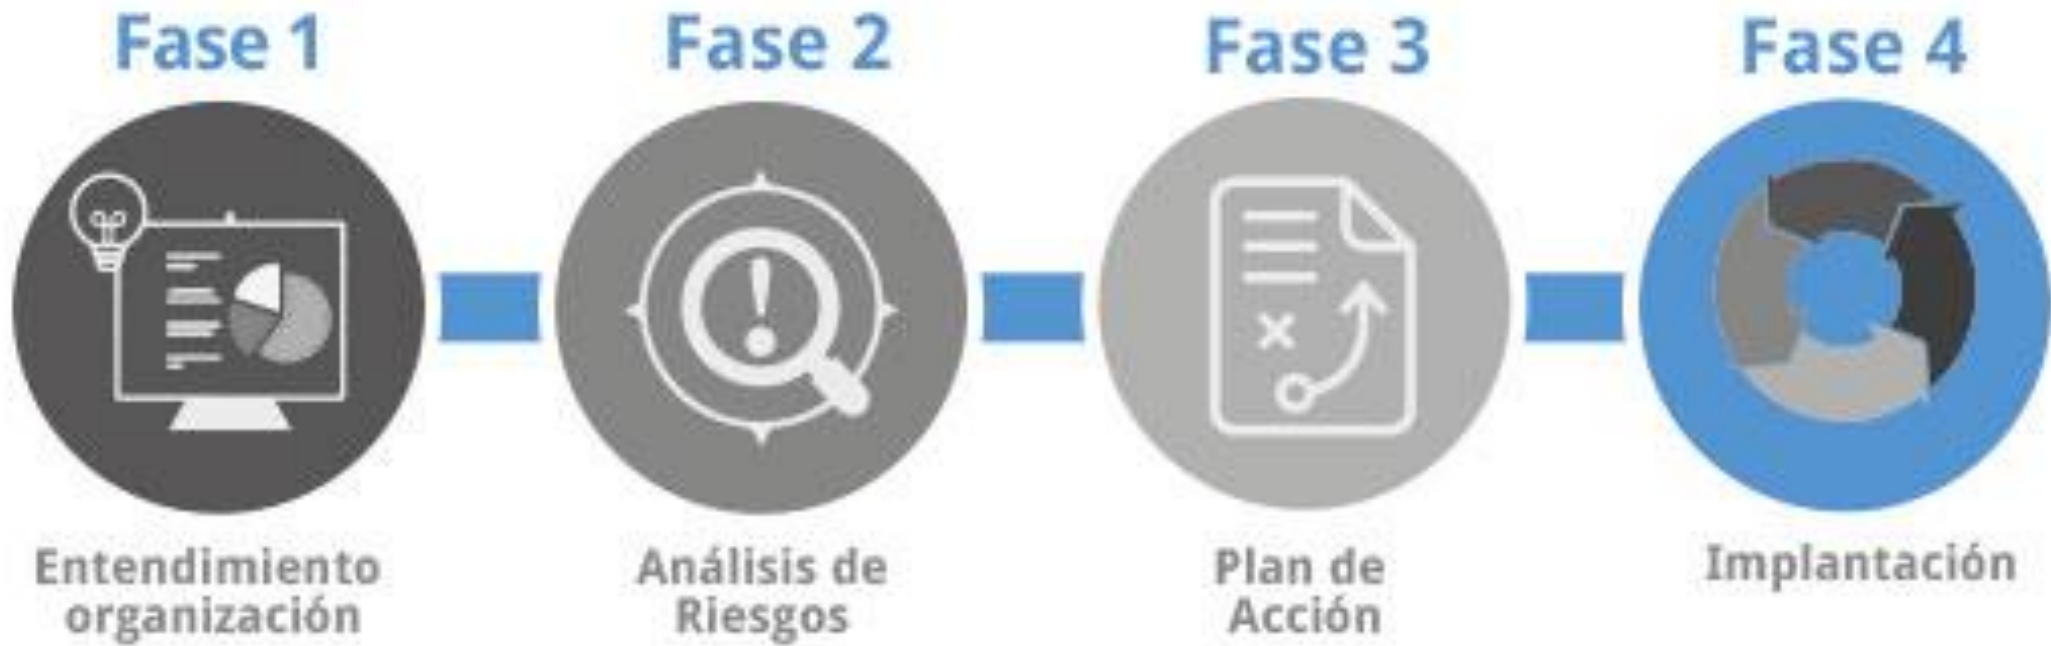 Fase 1
Fase 2
Fase 3
Fase 4
Entendimiento
organización
Análisis de
Riesgos
Plan de
Acción
Implantación